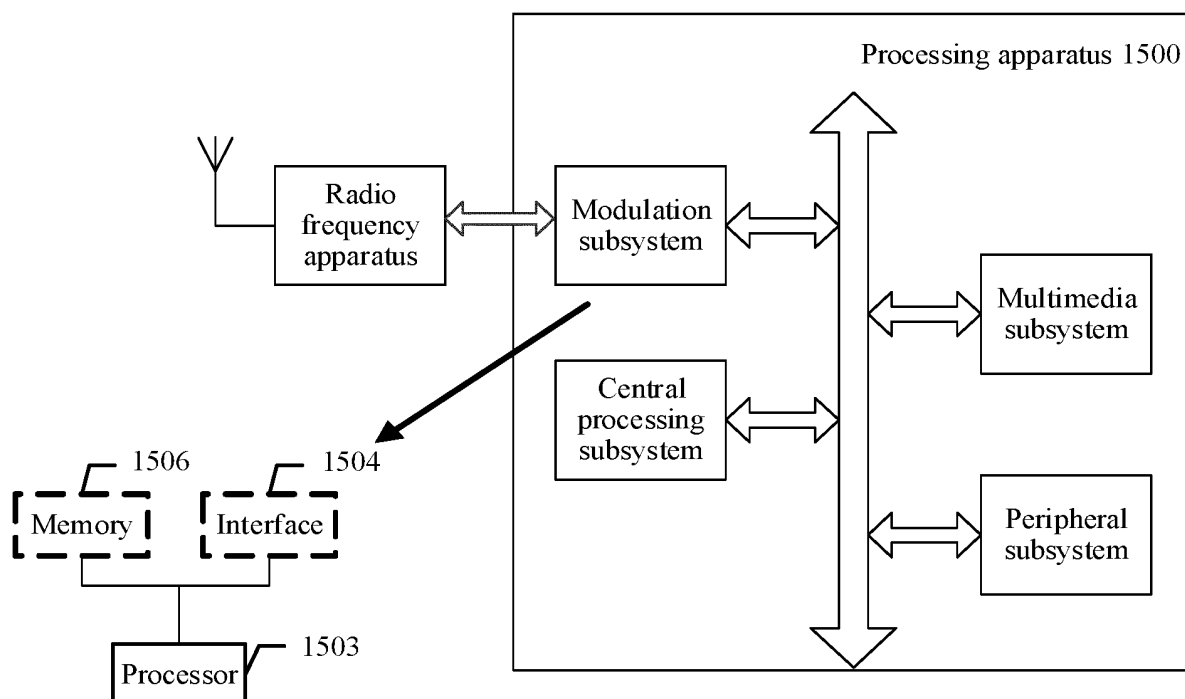 Processing apparatus 1500
Radio
frequency
apparatus
Modulation
subsystem
Multimedia
subsystem
Central
processing
subsystem
1506
1504
Memory
Interface
Peripheral
subsystem
1503
Processor